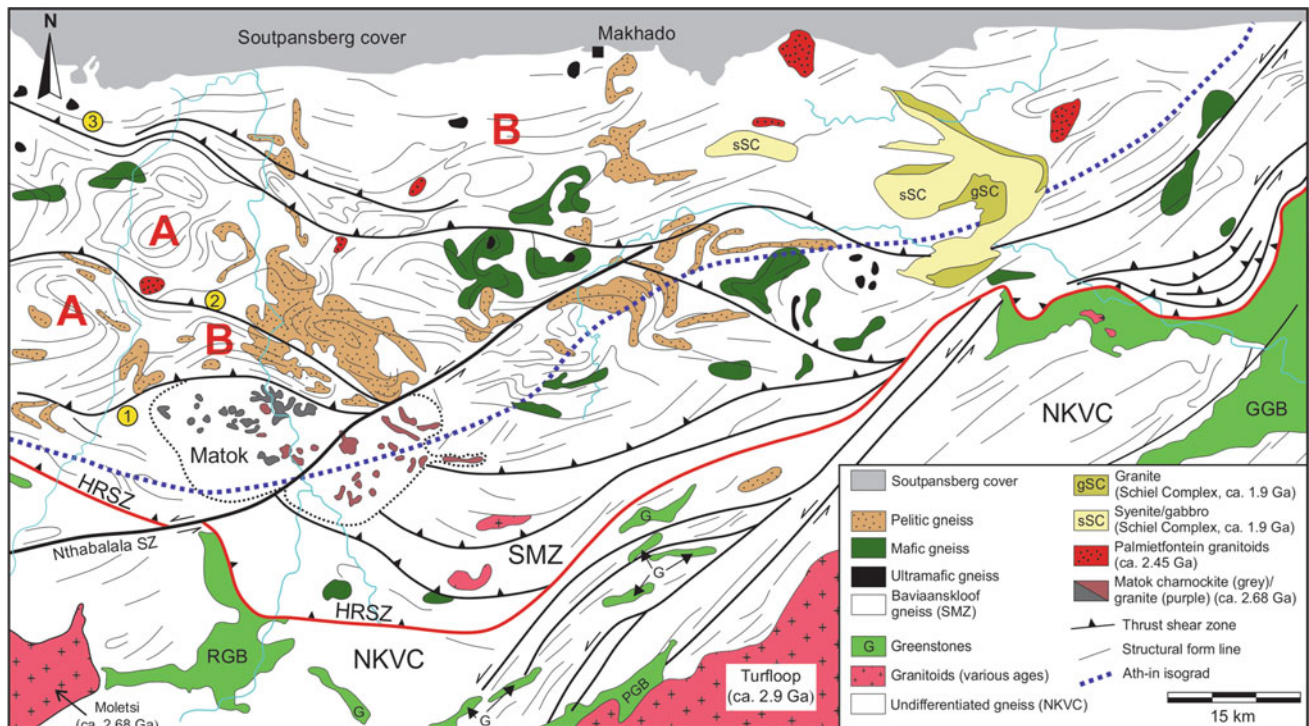 N
Soutpansberg cover
Makhado
3
B
sSC
sSC
gSC
A
A
2
B
1
Matok
HRSZ
Nthabalala SZ
SMZ
HRSZ
NKVC
GGB
RGB
NKVC
G
G
G
G
PGB
Moletsi
(ca. 2.68 Ga)
Turfloop
(ca. 2.9 Ga)
Soutpansberg cover
Pelitic gneiss
Mafic gneiss
Ultramafic gneiss
Baviaanskloof
gneiss (SMZ)
G Greenstones
Granitoids (various ages)
Undifferentiated gneiss (NKVC)
gSC Granite
(Schiel Complex, ca. 1.9 Ga)
sSC Syenite/gabbro
(Schiel Complex, ca. 1.9 Ga)
Palmietfontein granitoids
(ca. 2.45 Ga)
Matok charnockite (grey)/
granite (purple) (ca. 2.68 Ga)
Thrust shear zone
Structural form line
Ath-in isograd
15 km